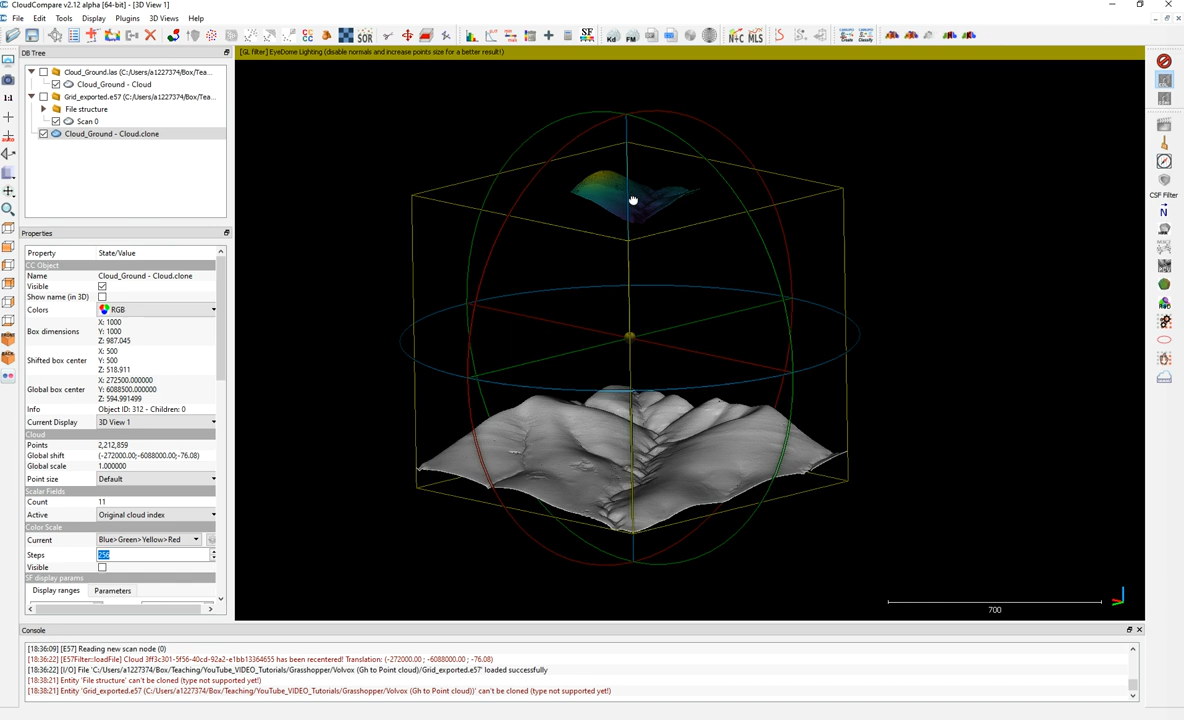 CloudCompare v2.12 alpha [64-bit] - [3D View 1]
File Edit Tools Display Plugins 3D Views Help
SOR
SF
Kd FM
N+C MLS
DB Tree
[GL filter] EyeDome Lighting (disable normals and increase points size for a better result!)
Cloud_Ground.las (C:/Users/a1227374/Box/Tea...
Cloud_Ground - Cloud
Grid_exported.e57 (C:/Users/a1227374/Box/Tea...
File structure
Scan 0
Cloud_Ground - Cloud.clone
1:1
auto
CSF Filter
N
FRONT
BACK
Properties
Property State/Value
CC Object
Name Cloud_Ground - Cloud.clone
Visible
Show name (in 3D)
Colors RGB
Box dimensions X: 1000
Y: 1000
Z: 987.045
Shifted box center X: 500
Y: 500
Z: 518.911
Global box center X: 272500.000000
Y: 6088500.000000
Z: 594.991499
Info Object ID: 312 - Children: 0
Current Display 3D View 1
Cloud
Points 2,212,859
Global shift (-272000.00;-6088000.00;-76.08)
Global scale 1.000000
Point size Default
Scalar Fields
Count 11
Active Original cloud index
Color Scale
Current Blue>Green>Yellow>Red
Steps 256
Visible
SF display params
Display ranges Parameters
700
Console
[18:36:09] [E57] Reading new scan node (0)
[18:36:22] [E57Filter::loadFile] Cloud 3ff3c301-5f56-40cd-92a2-e1bb13364655 has been recentered! Translation: (-272000.00 ; -6088000.00 ; -76.08)
[18:36:22] [I/O] File 'C:/Users/a1227374/Box/Teaching/YouTube_VIDEO_Tutorials/Grasshopper/Volvox (Gh to Point cloud)/Grid_exported.e57' loaded successfully
[18:38:21] Entity 'File structure' can't be cloned (type not supported yet!)
[18:38:21] Entity 'Grid_exported.e57 (C:/Users/a1227374/Box/Teaching/YouTube_VIDEO_Tutorials/Grasshopper/Volvox (Gh to Point cloud))' can't be cloned (type not supported yet!)